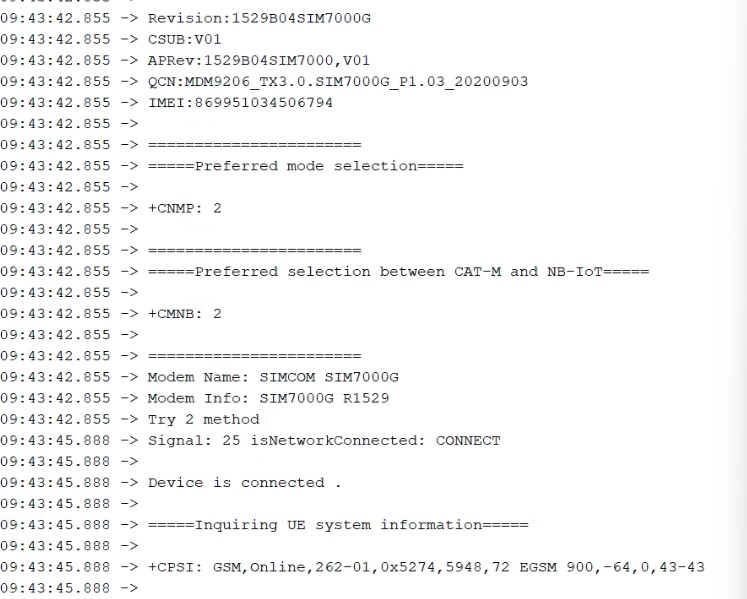 09:43:42.855 -> Revision:1529B04SIM7000G
09:43:42.855 -> CSUB:V01
09:43:42.855 -> APRev:1529B04SIM7000,V01
09:43:42.855 -> QCN:MDM9206_TX3.0.SIM7000G_P1.03_20200903
09:43:42.855 -> IMEI:869951034506794
09:43:42.855 ->
09:43:42.855 -> =======================
09:43:42.855 -> =====Preferred mode selection=====
09:43:42.855 ->
09:43:42.855 -> +CNMP: 2
09:43:42.855 ->
09:43:42.855 -> =======================
09:43:42.855 -> =====Preferred selection between CAT-M and NB-IoT=====
09:43:42.855 ->
09:43:42.855 -> +CMNB: 2
09:43:42.855 ->
09:43:42.855 -> =======================
09:43:42.855 -> Modem Name: SIMCOM SIM7000G
09:43:42.855 -> Modem Info: SIM7000G R1529
09:43:42.855 -> Try 2 method
09:43:45.888 -> Signal: 25 isNetworkConnected: CONNECT
09:43:45.888 ->
09:43:45.888 -> Device is connected .
09:43:45.888 ->
09:43:45.888 -> =====Inquiring UE system information=====
09:43:45.888 ->
09:43:45.888 -> +CPSI: GSM,Online,262-01,0x5274,5948,72 EGSM 900,-64,0,43-43
09:43:45.888 ->